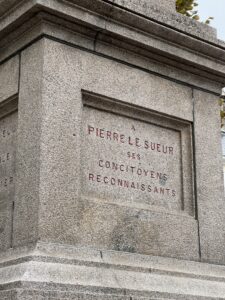 A
PIERRE LE SUEUR
SES
CONCITOYENS
RECONNAISSANTS